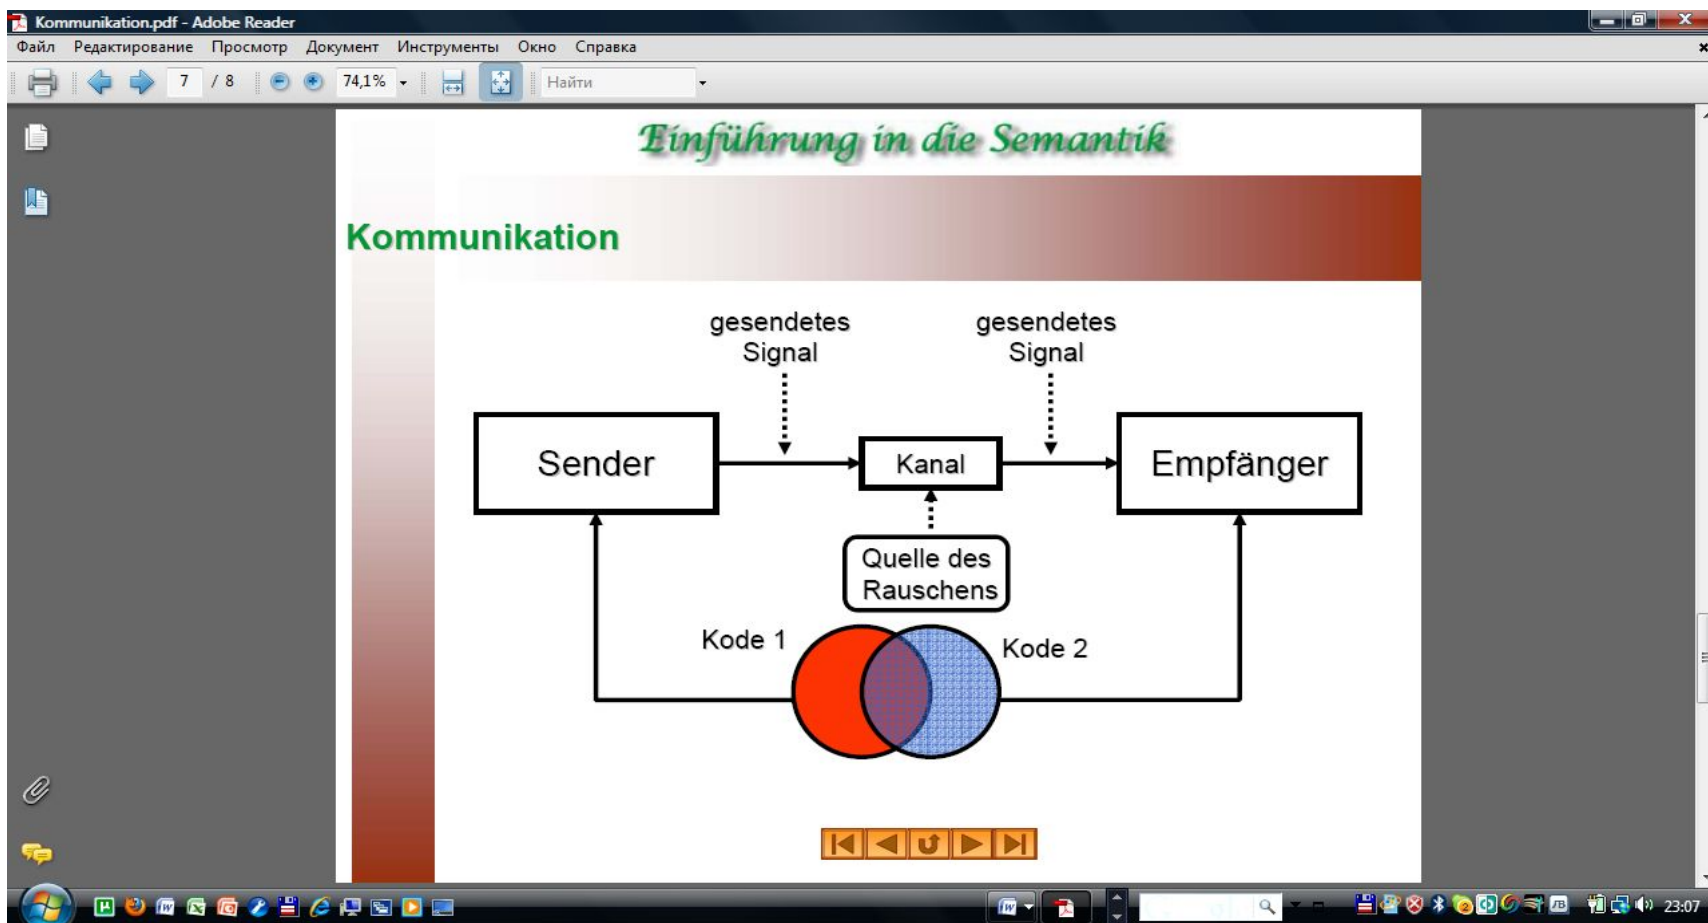 Kommunikation.pdf - Adobe Reader
Файл Редактирование Просмотр Документ Инструменты Окно Справка
7 / 8 74,1% Найти
Einführung in die Semantik
Kommunikation
gesendetes
Signal
gesendetes
Signal
Sender
Kanal
Empfänger
Quelle des
Rauschens
Kode 1
Kode 2
23:07